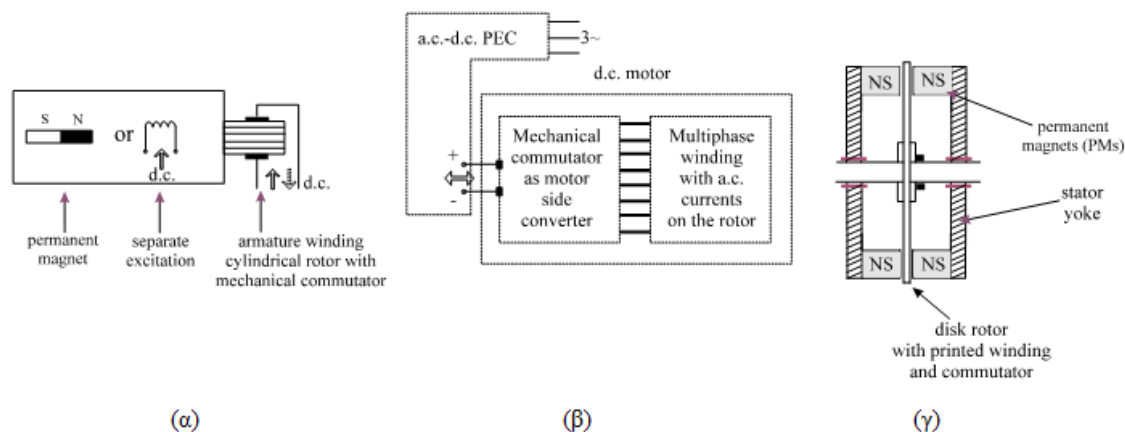 S N
or
d.c.
d.c.
permanent
magnet
separate
excitation
armature winding
cylindrical rotor with
mechanical commutator
(α)
a.c.-d.c. PEC
3~
d.c. motor
+
-
Mechanical
commutator
as motor
side
converter
Multiphase
winding
with a.c.
currents
on the rotor
(β)
NS NS
permanent
magnets (PMs)
stator
yoke
NS NS
disk rotor
with printed winding
and commutator
(γ)